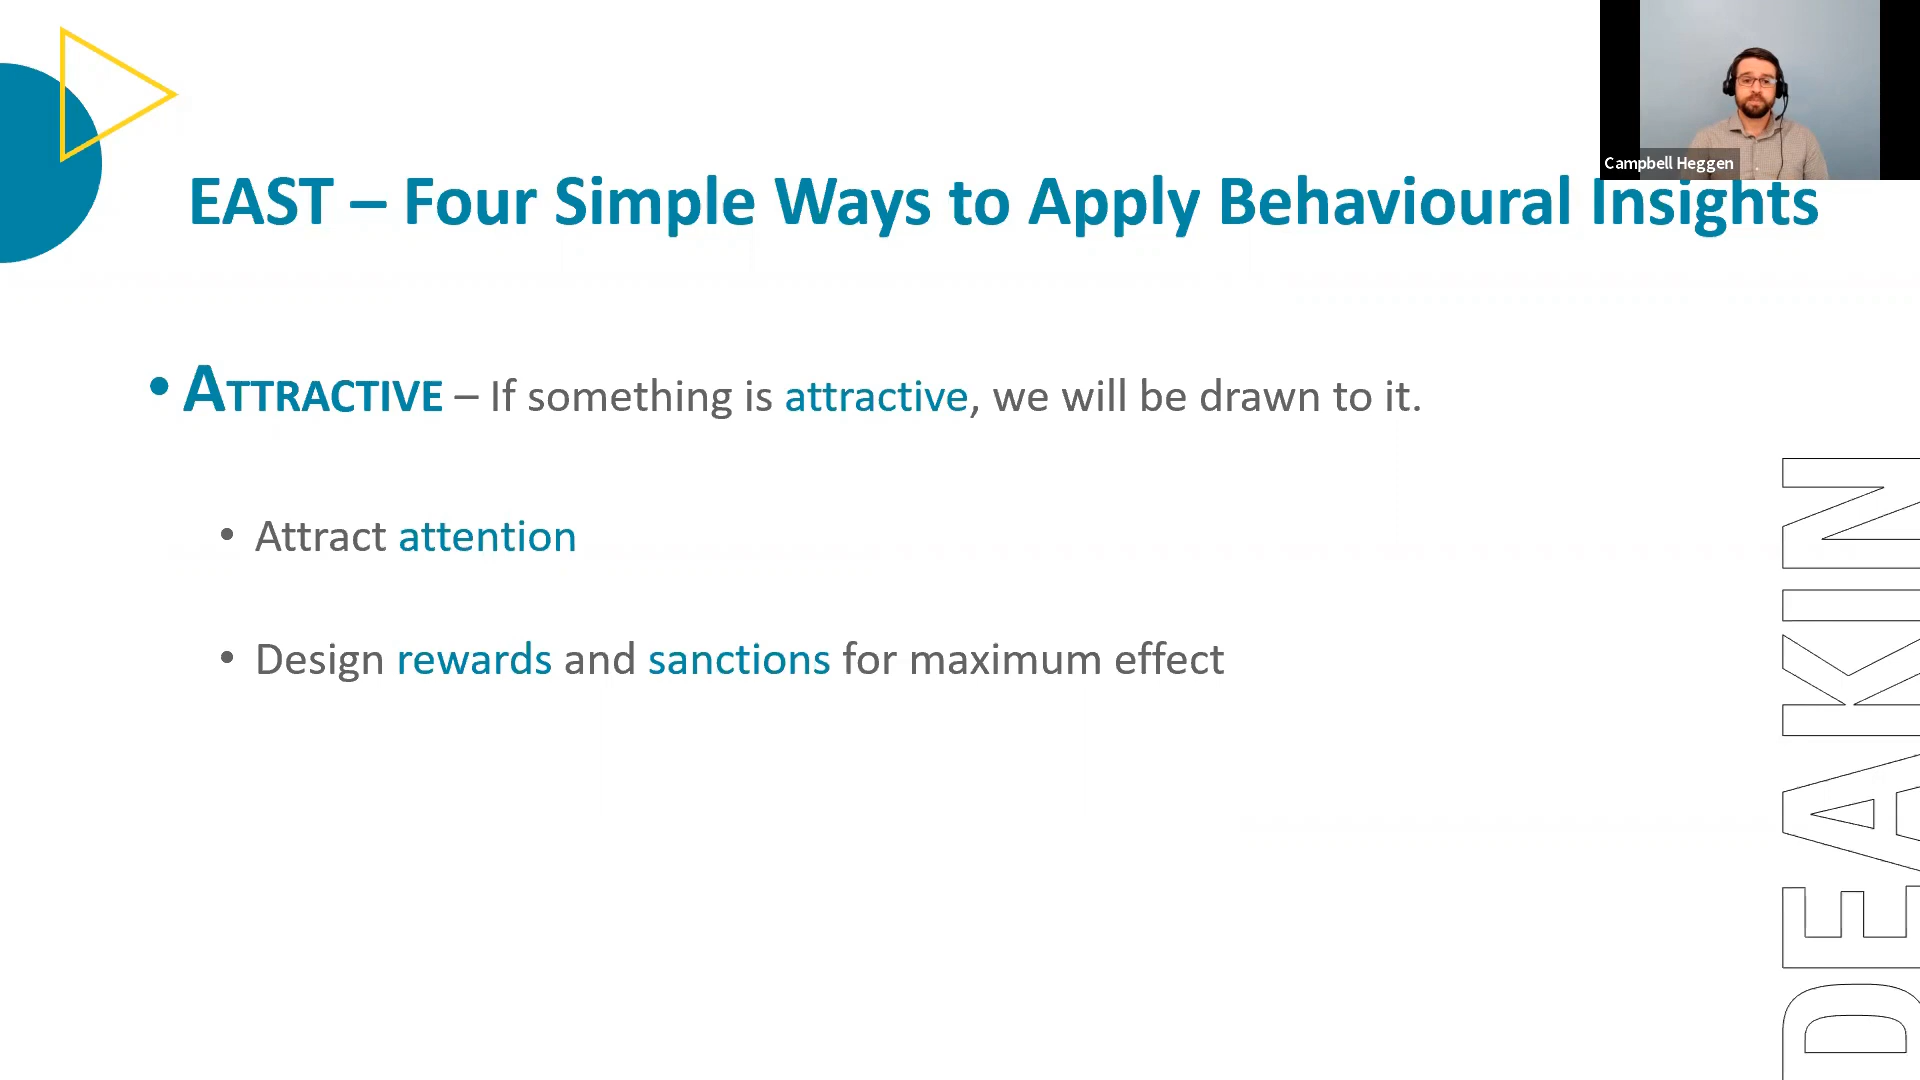 Campbell Heggen
EAST – Four Simple Ways to Apply Behavioural Insights
• ATTRACTIVE – If something is attractive, we will be drawn to it.
• Attract attention
• Design rewards and sanctions for maximum effect
DEAKIN